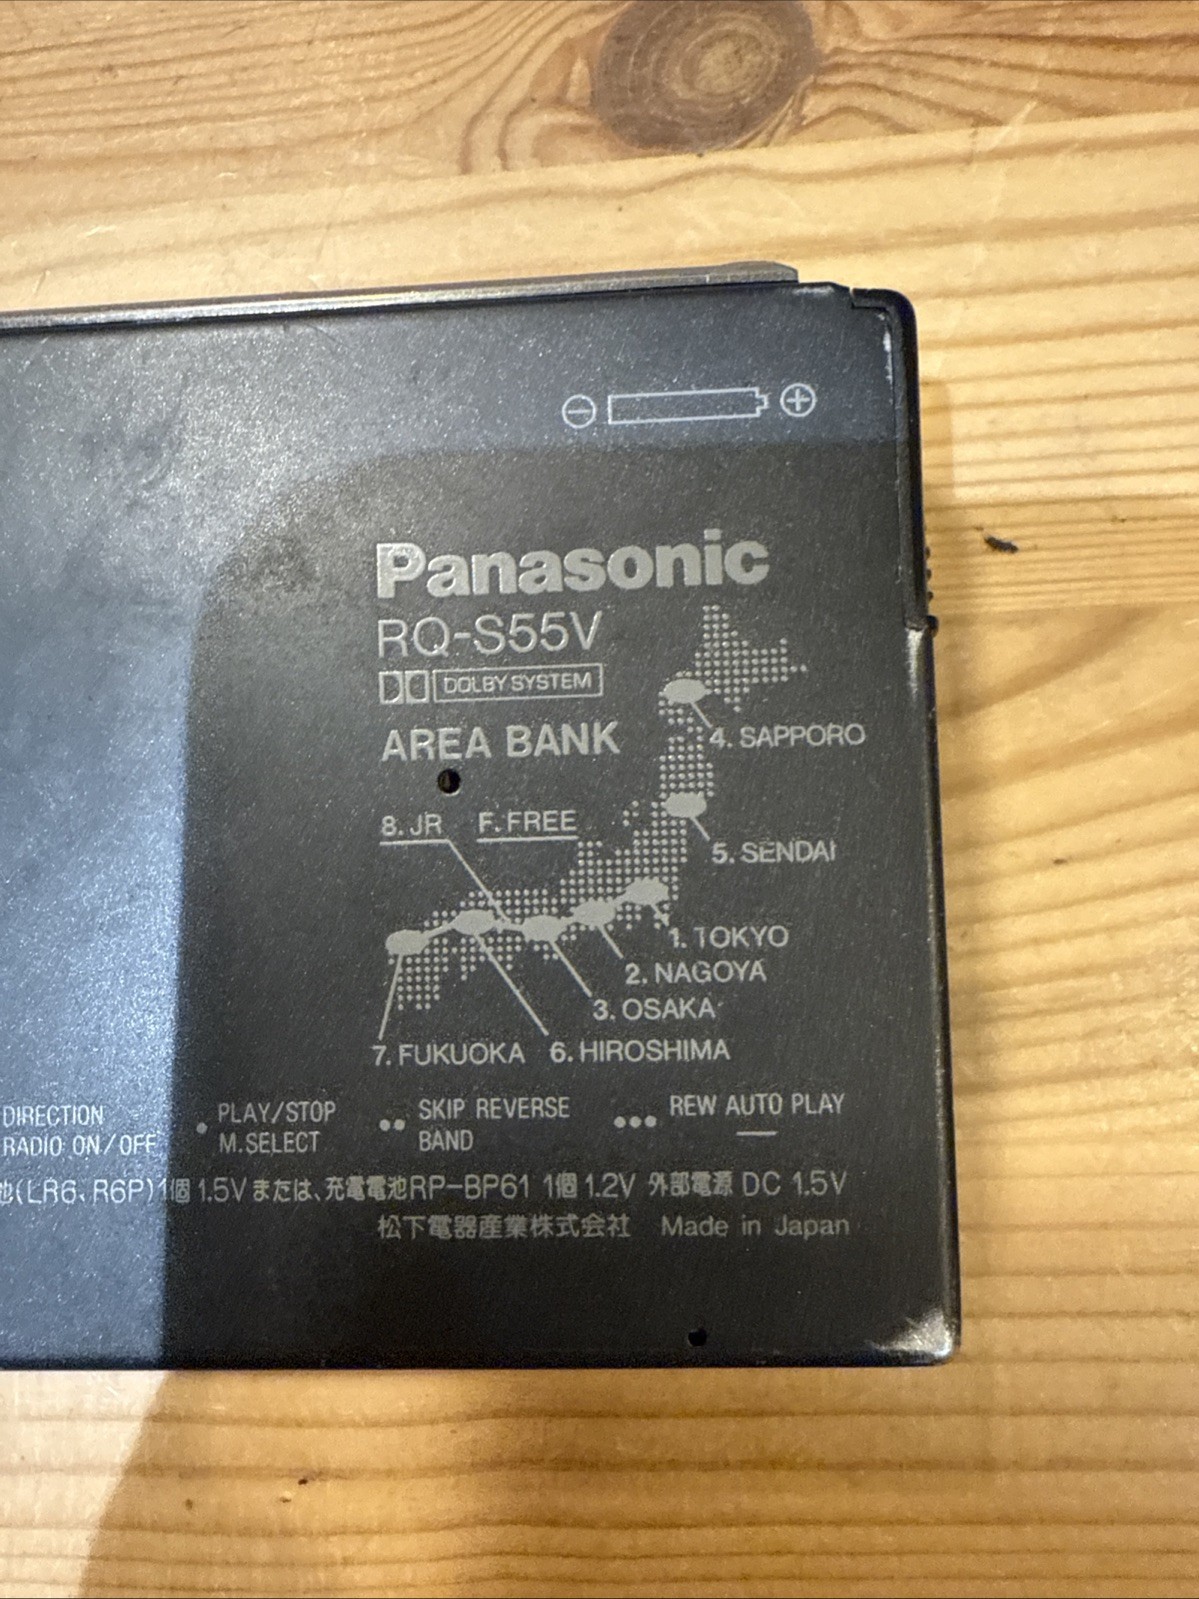 ⊖ ⊕
Panasonic
RQ-S55V
DOLBY SYSTEM
AREA BANK
4. SAPPORO
8. JR F. FREE
5. SENDAI
1. TOKYO
2. NAGOYA
3. OSAKA
7. FUKUOKA 6. HIROSHIMA
DIRECTION • PLAY/STOP •• SKIP REVERSE ••• REW AUTO PLAY
RADIO ON/OFF M.SELECT BAND —
池(LR6、R6P)1個 1.5V または、充電電池RP-BP61 1個 1.2V 外部電源 DC 1.5V
松下電器産業株式会社 Made in Japan